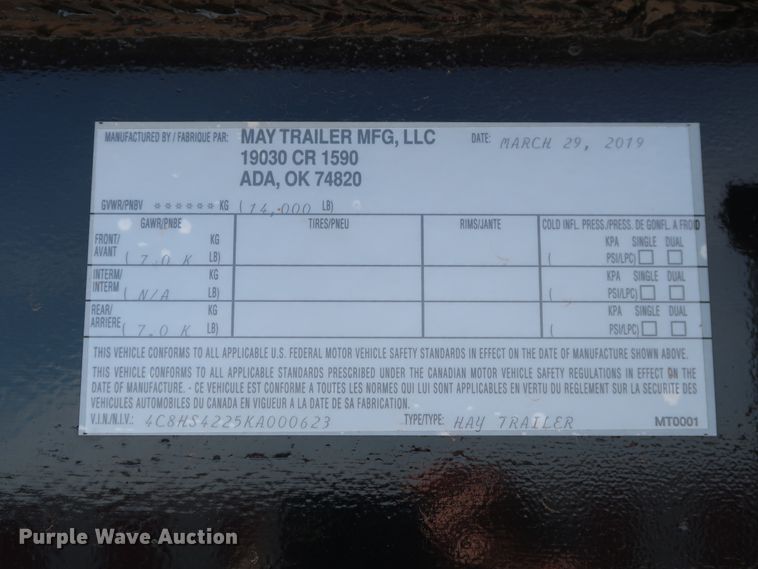 MANUFACTURED BY / FABRIQUE PAR: MAY TRAILER MFG, LLC DATE: MARCH 29, 2019
19030 CR 1590
ADA, OK 74820
GVWR/PNBV ****** KG ( 14,000 LB)
GAWR/PNBE TIRES/PNEU RIMS/JANTE COLD INFL. PRESS./PRESS. DE GONFL. A FROID
FRONT/ KG KPA SINGLE DUAL
AVANT ( 7.0 K LB) ( PSI/LPC)
INTERM/ KG KPA SINGLE DUAL
INTERM ( N/A LB) ( PSI/LPC)
REAR/ KG KPA SINGLE DUAL
ARRIERE ( 7.0 K LB) ( PSI/LPC)
THIS VEHICLE CONFORMS TO ALL APPLICABLE U.S. FEDERAL MOTOR VEHICLE SAFETY STANDARDS IN EFFECT ON THE DATE OF MANUFACTURE SHOWN ABOVE.
THIS VEHICLE CONFORMS TO ALL APPLICABLE STANDARDS PRESCRIBED UNDER THE CANADIAN MOTOR VEHICLE SAFETY REGULATIONS IN EFFECT ON THE
DATE OF MANUFACTURE. - CE VEHICULE EST CONFORME A TOUTES LES NORMES QUI LUI SONT APPLICABLES EN VERTU DU REGLEMENT SUR LA SECURITE DES
VEHICULES AUTOMOBILES DU CANADA EN VIGUEUR A LA DATE DE SA FABRICATION.
V.I.N./N.I.V.: 4C8HS4225KA000623 TYPE/TYPE: HAY TRAILER MT0001
Purple Wave Auction